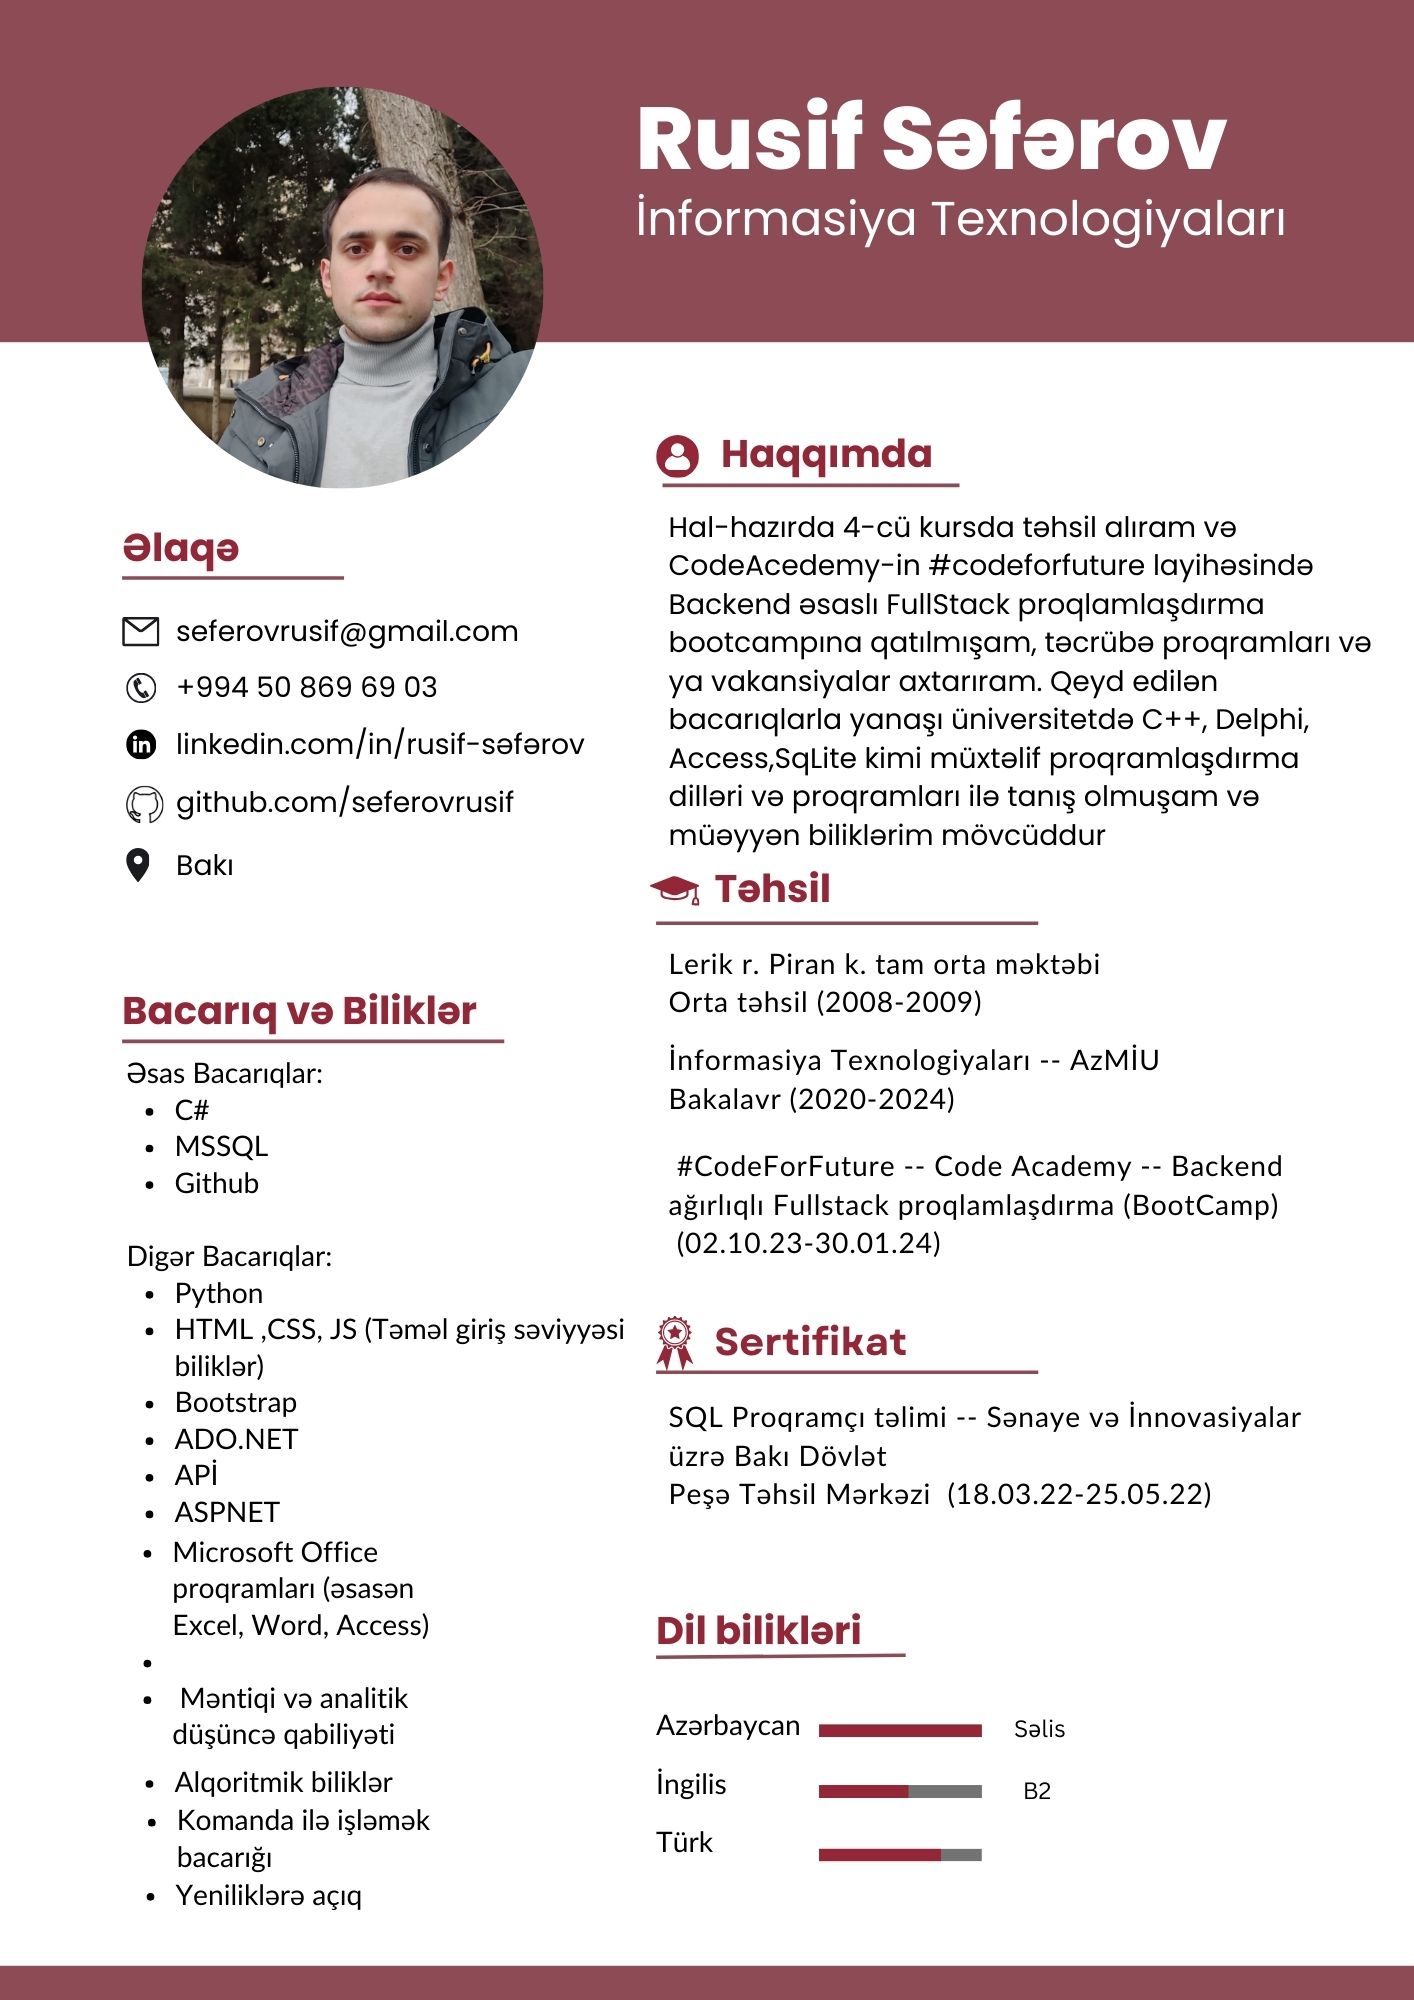 Rusif Səfərov
İnformasiya Texnologiyaları
Əlaqə
seferovrusif@gmail.com
+994 50 869 69 03
linkedin.com/in/rusif-səfərov
github.com/seferovrusif
Bakı
Bacarıq və Biliklər
Əsas Bacarıqlar:
• C#
• MSSQL
• Github
Digər Bacarıqlar:
• Python
• HTML ,CSS, JS (Təməl giriş səviyyəsi
biliklər)
• Bootstrap
• ADO.NET
• APİ
• ASPNET
• Microsoft Office
proqramları (əsasən
Excel, Word, Access)
•
• Məntiqi və analitik
düşüncə qabiliyəti
• Alqoritmik biliklər
• Komanda ilə işləmək
bacarığı
• Yeniliklərə açıq
Haqqımda
Hal-hazırda 4-cü kursda təhsil alıram və
CodeAcedemy-in #codeforfuture layihəsində
Backend əsaslı FullStack proqlamlaşdırma
bootcampına qatılmışam, təcrübə proqramları və
ya vakansiyalar axtarıram. Qeyd edilən
bacarıqlarla yanaşı üniversitetdə C++, Delphi,
Access,SqLite kimi müxtəlif proqramlaşdırma
dilləri və proqramları ilə tanış olmuşam və
müəyyən biliklərim mövcüddur
Təhsil
Lerik r. Piran k. tam orta məktəbi
Orta təhsil (2008-2009)
İnformasiya Texnologiyaları -- AzMİU
Bakalavr (2020-2024)
#CodeForFuture -- Code Academy -- Backend
ağırlıqlı Fullstack proqlamlaşdırma (BootCamp)
(02.10.23-30.01.24)
Sertifikat
SQL Proqramçı təlimi -- Sənaye və İnnovasiyalar
üzrə Bakı Dövlət
Peşə Təhsil Mərkəzi (18.03.22-25.05.22)
Dil bilikləri
Azərbaycan Səlis
İngilis B2
Türk